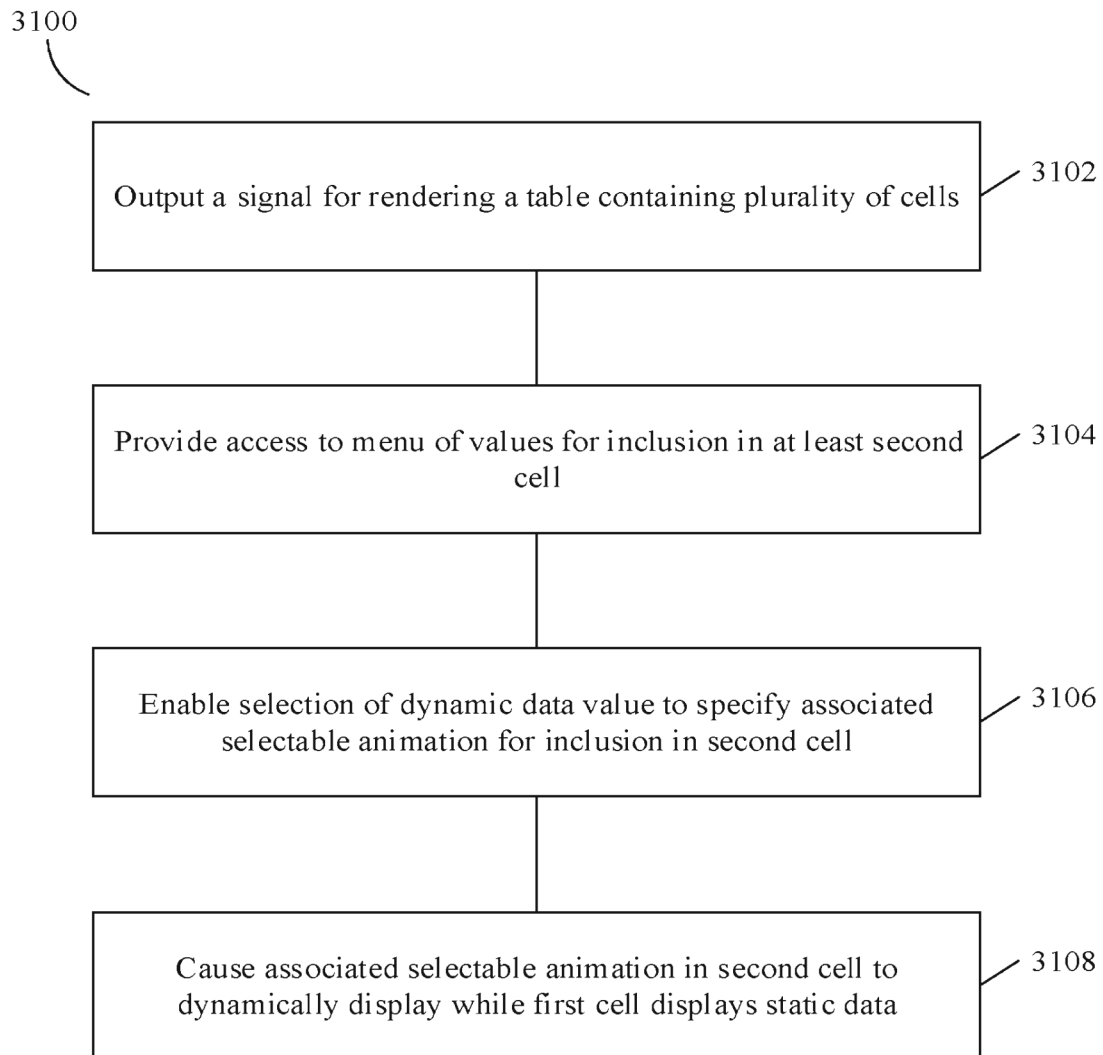 3100
Output a signal for rendering a table containing plurality of cells
3102
Provide access to menu of values for inclusion in at least second
cell
3104
Enable selection of dynamic data value to specify associated
selectable animation for inclusion in second cell
3106
Cause associated selectable animation in second cell to
dynamically display while first cell displays static data
3108